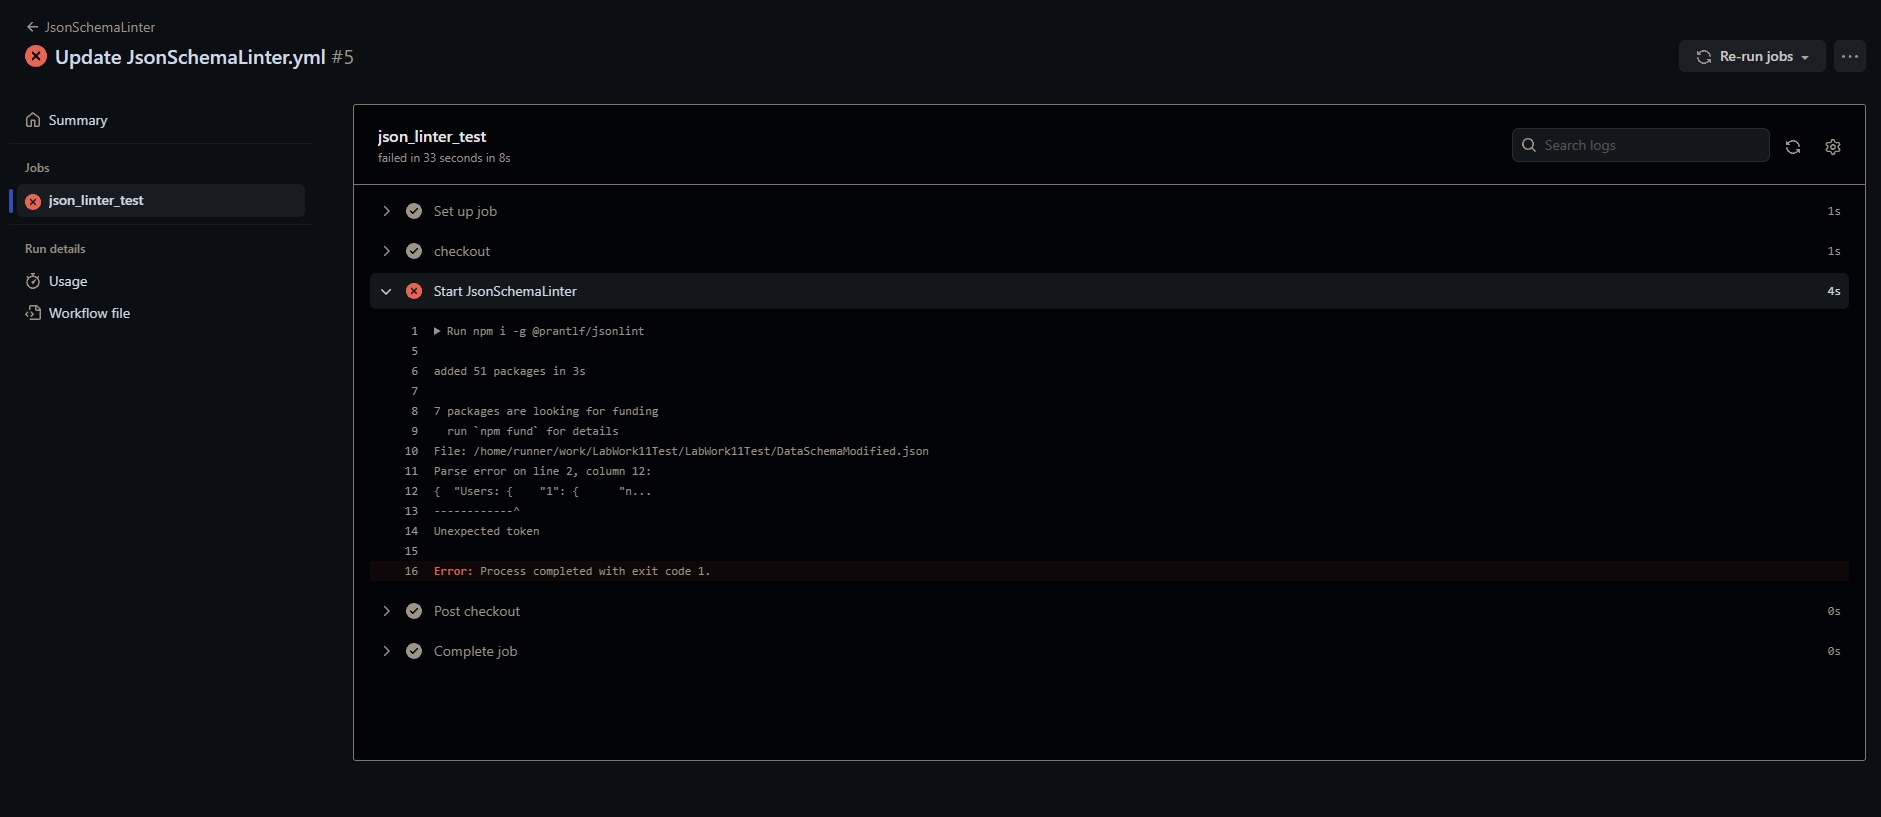 ← JsonSchemaLinter
Update JsonSchemaLinter.yml #5
Re-run jobs
Summary
Jobs
json_linter_test
Run details
Usage
Workflow file
json_linter_test
failed in 33 seconds in 8s
Search logs
Set up job 1s
checkout 1s
Start JsonSchemaLinter 4s
1 ▶ Run npm i -g @prantlf/jsonlint
5
6 added 51 packages in 3s
7
8 7 packages are looking for funding
9   run `npm fund` for details
10 File: /home/runner/work/LabWork11Test/LabWork11Test/DataSchemaModified.json
11 Parse error on line 2, column 12:
12 {  "Users: {    "1": {      "n...
13 ------------^
14 Unexpected token
15
16 Error: Process completed with exit code 1.
Post checkout 0s
Complete job 0s